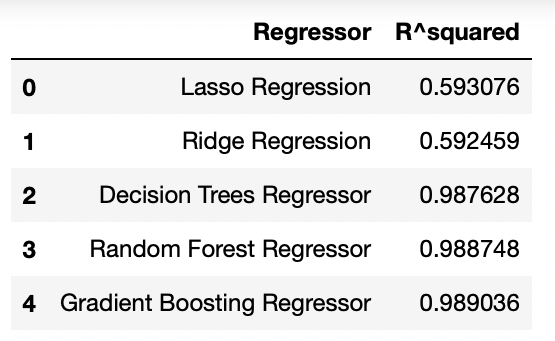 Regressor R^squared
0 Lasso Regression 0.593076
1 Ridge Regression 0.592459
2 Decision Trees Regressor 0.987628
3 Random Forest Regressor 0.988748
4 Gradient Boosting Regressor 0.989036